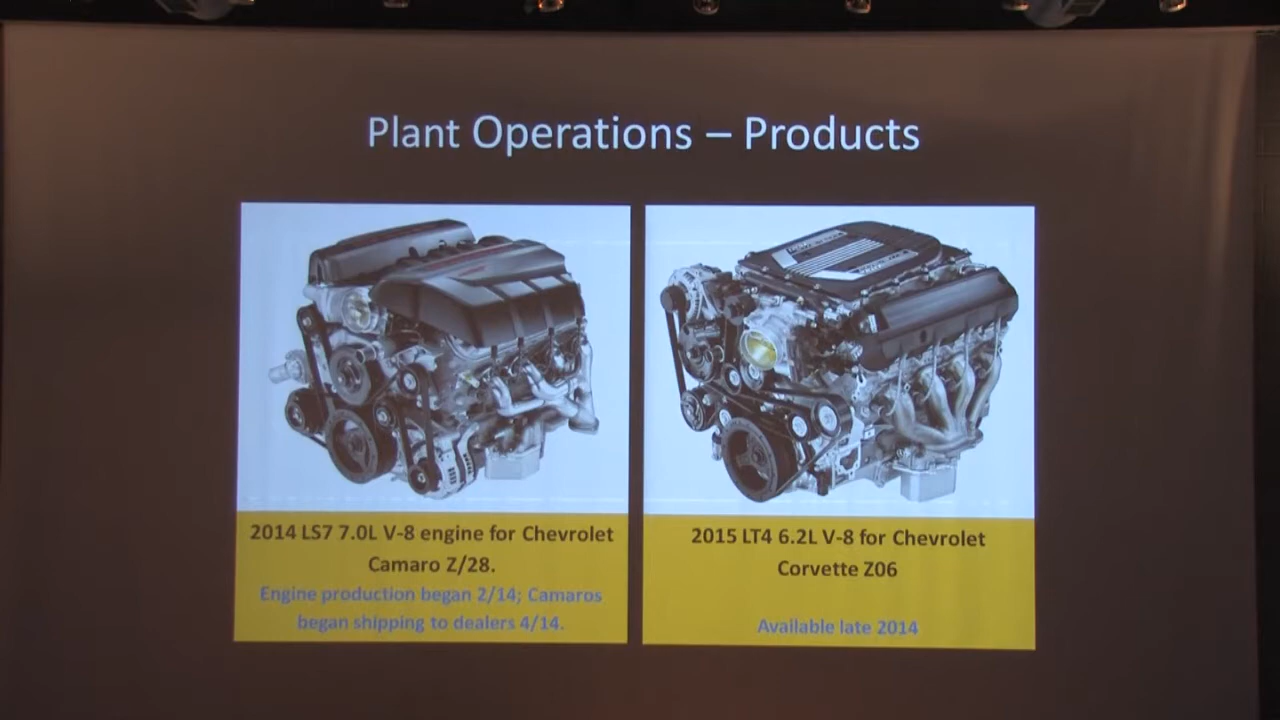 Plant Operations – Products
2014 LS7 7.0L V-8 engine for Chevrolet
Camaro Z/28.
Engine production began 2/14; Camaros
began shipping to dealers 4/14.
2015 LT4 6.2L V-8 for Chevrolet
Corvette Z06
Available late 2014